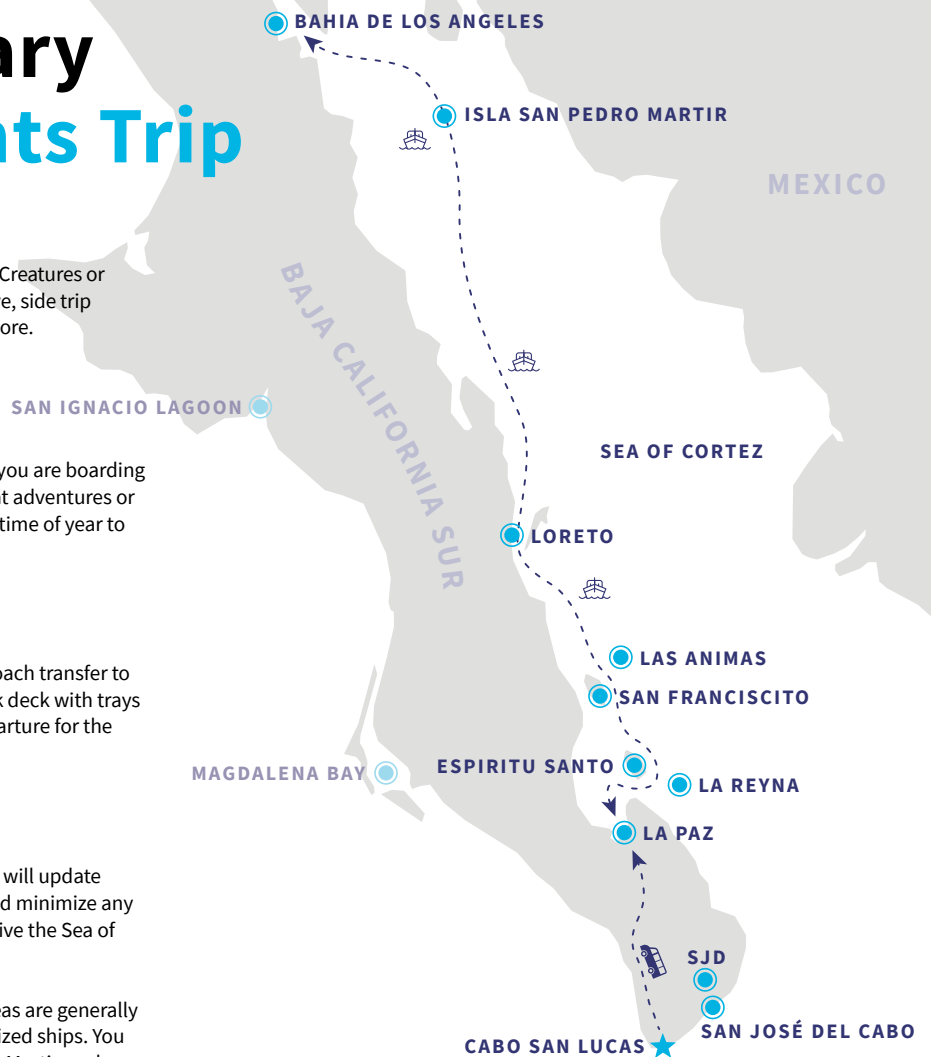 ary
nts Trip
Creatures or
e, side trip
ore.
you are boarding
at adventures or
time of year to
oach transfer to
k deck with trays
arture for the
will update
d minimize any
ive the Sea of
eas are generally
ized ships. You
BAHIA DE LOS ANGELES
ISLA SAN PEDRO MARTIR
MEXICO
BAJA CALIFORNIA SUR
SAN IGNACIO LAGOON
SEA OF CORTEZ
LORETO
LAS ANIMAS
SAN FRANCISCITO
MAGDALENA BAY
ESPIRITU SANTO
LA REYNA
LA PAZ
SJD
SAN JOSÉ DEL CABO
CABO SAN LUCAS